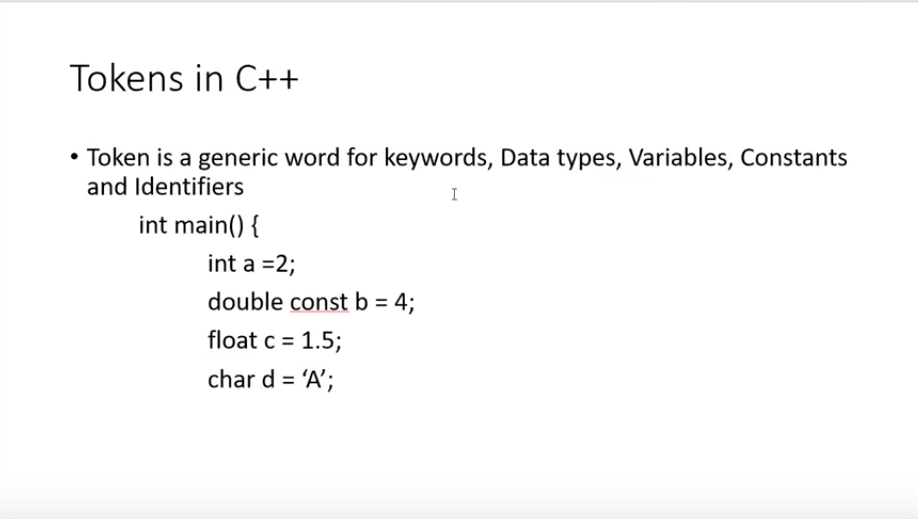 Tokens in C++
• Token is a generic word for keywords, Data types, Variables, Constants
and Identifiers
int main() {
int a =2;
double const b = 4;
float c = 1.5;
char d = ‘A’;